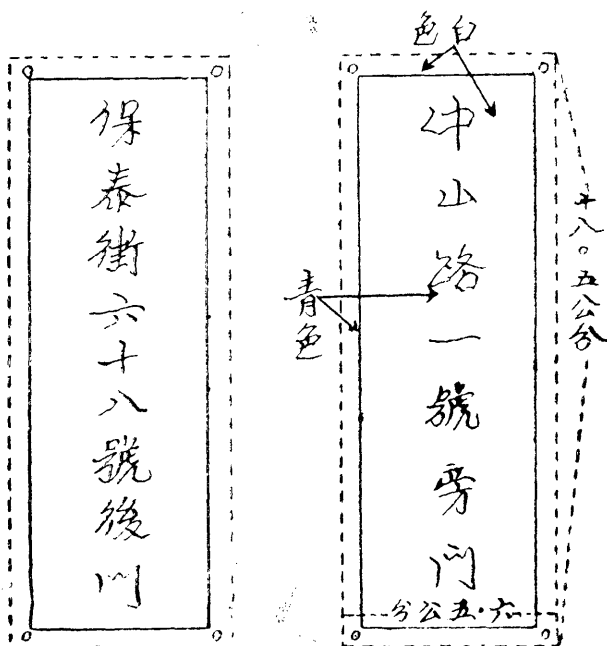 白色
仲山路一號旁門
十八·五公分
青色
六·五公分
保泰街六十八號後門